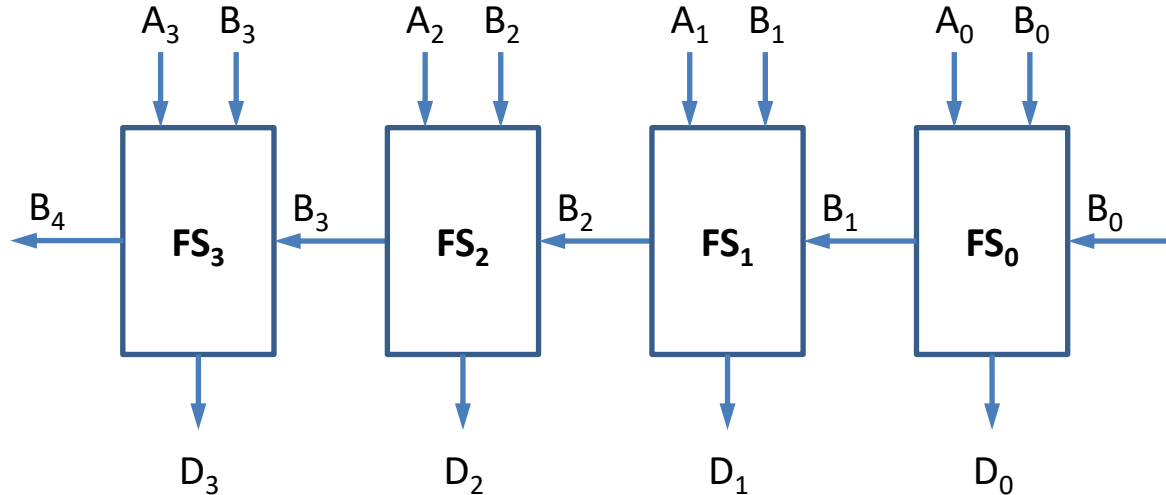 A₃ B₃ A₂ B₂ A₁ B₁ A₀ B₀
B₄ FS₃ B₃ FS₂ B₂ FS₁ B₁ FS₀ B₀
D₃ D₂ D₁ D₀